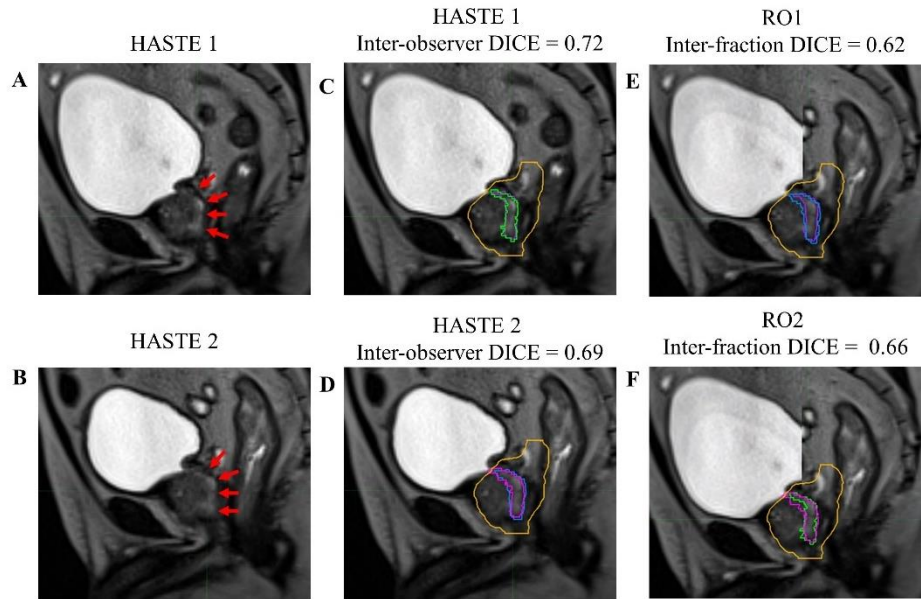 HASTE 1
HASTE 1
Inter-observer DICE = 0.72
RO1
Inter-fraction DICE = 0.62
A
C
E
HASTE 2
HASTE 2
Inter-observer DICE = 0.69
RO2
Inter-fraction DICE = 0.66
B
D
F